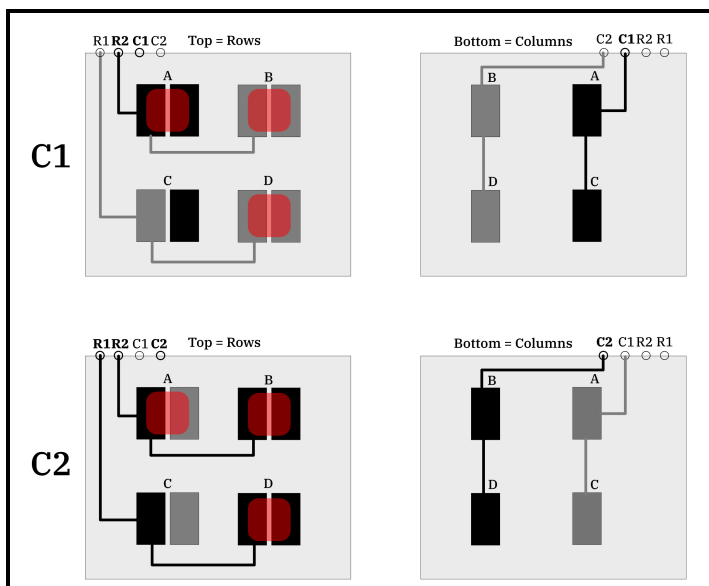 R1 R2 C1 C2 Top = Rows
A B
C D
C1
Bottom = Columns C2 C1 R2 R1
B A
D C
R1 R2 C1 C2 Top = Rows
A B
C D
C2
Bottom = Columns C2 C1 R2 R1
B A
D C